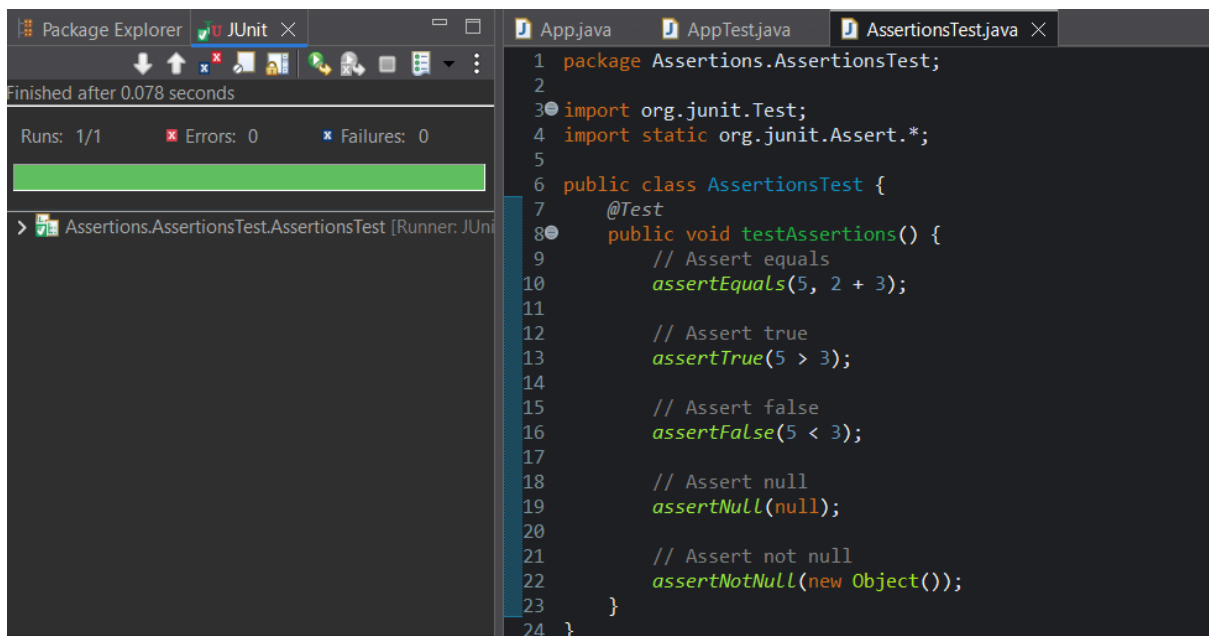 Package Explorer JUnit
Finished after 0.078 seconds
Runs: 1/1 Errors: 0 Failures: 0
Assertions.AssertionsTest.AssertionsTest [Runner: JUni
App.java AppTest.java AssertionsTest.java
1 package Assertions.AssertionsTest;
2
3 import org.junit.Test;
4 import static org.junit.Assert.*;
5
6 public class AssertionsTest {
7 @Test
8 public void testAssertions() {
9 // Assert equals
10 assertEquals(5, 2 + 3);
11
12 // Assert true
13 assertTrue(5 > 3);
14
15 // Assert false
16 assertFalse(5 < 3);
17
18 // Assert null
19 assertNull(null);
20
21 // Assert not null
22 assertNotNull(new Object());
23 }
24 }